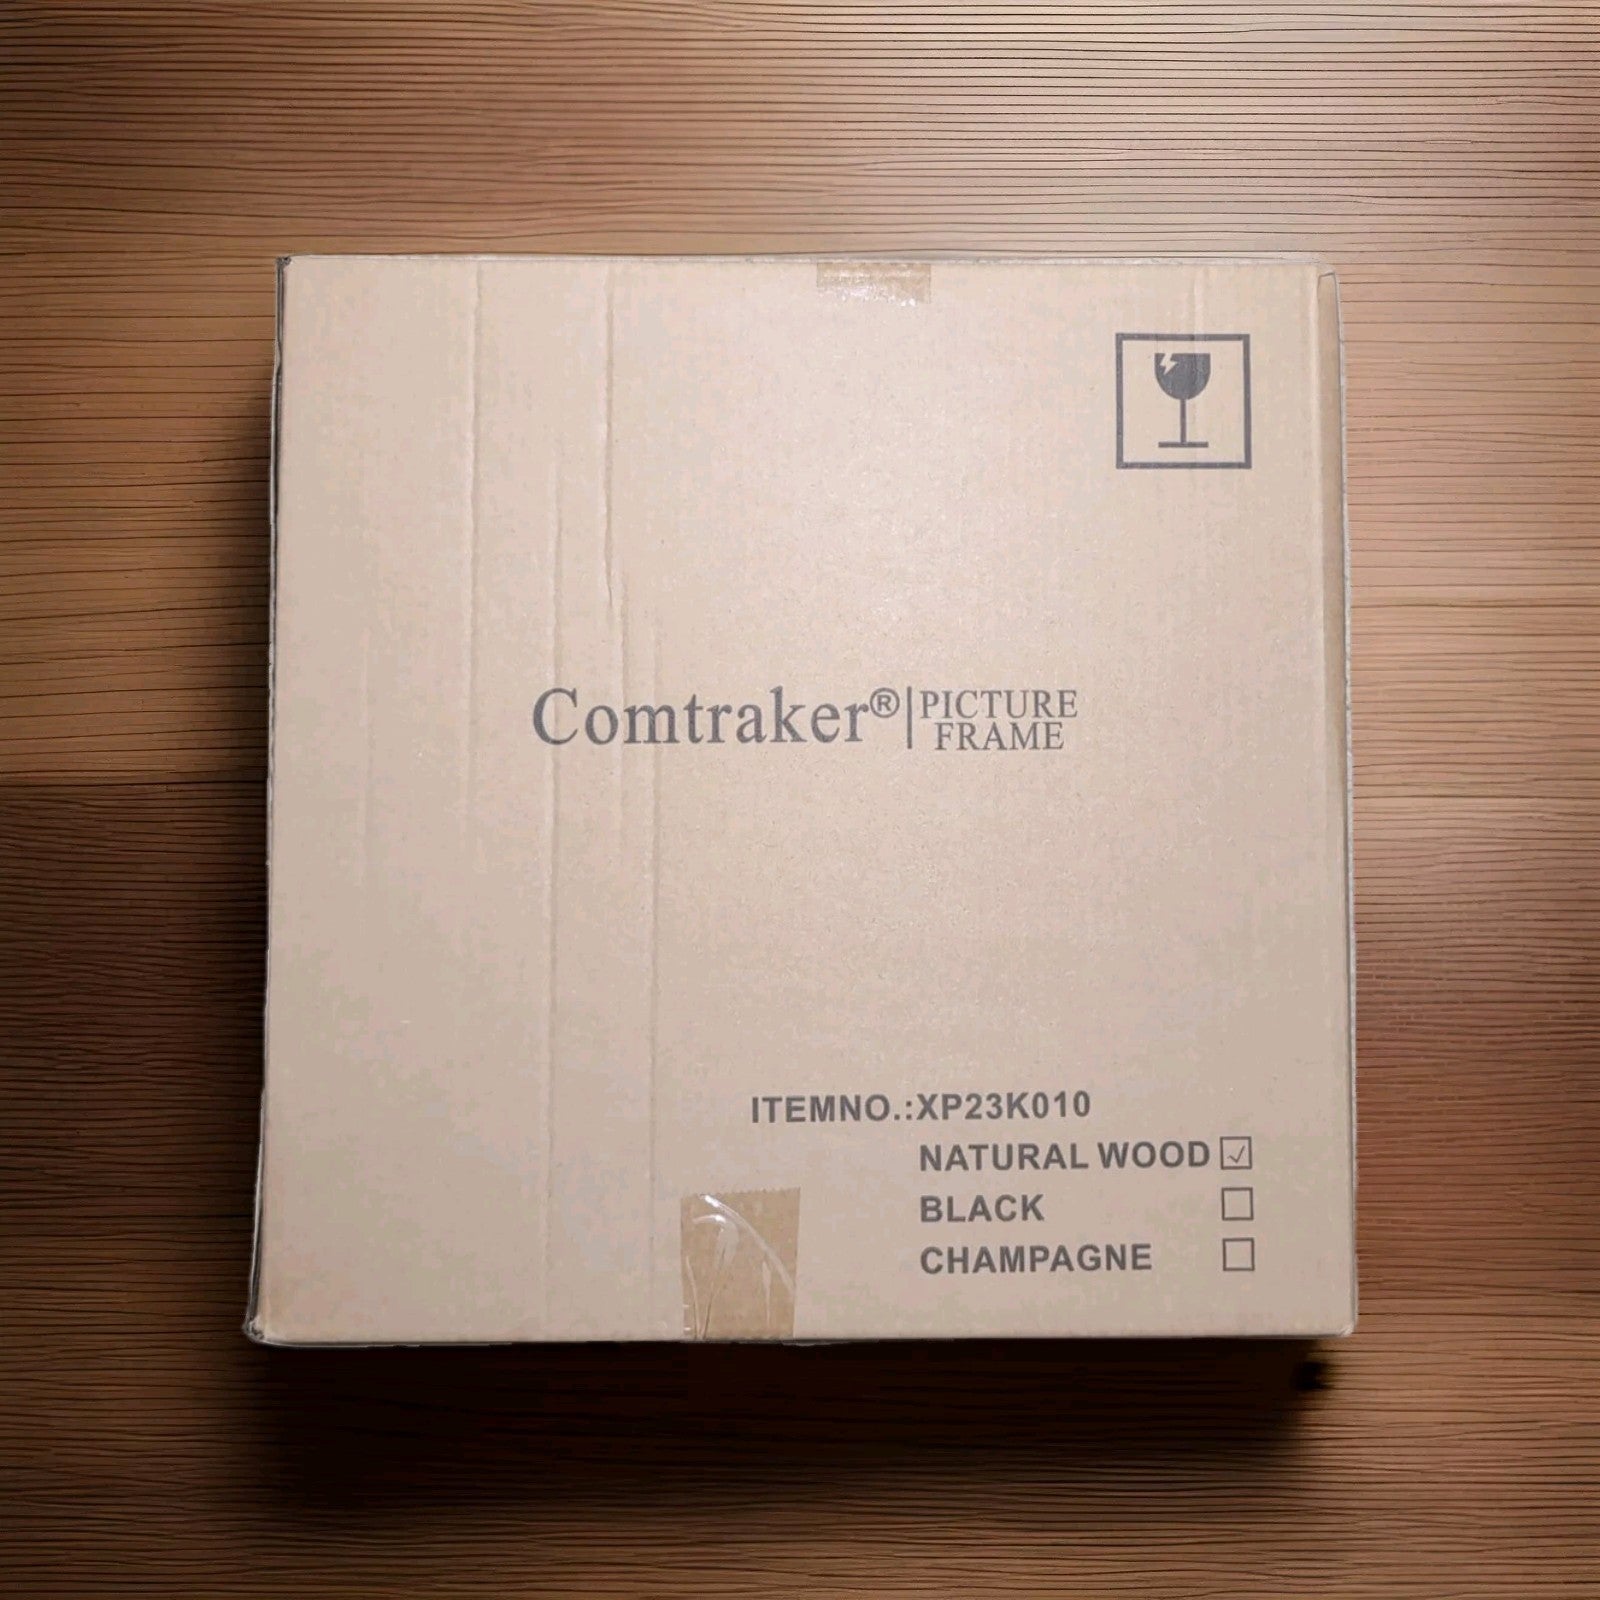 Comtraker®|PICTURE
FRAME
ITEMNO.:XP23K010
NATURAL WOOD ☑
BLACK ☐
CHAMPAGNE ☐